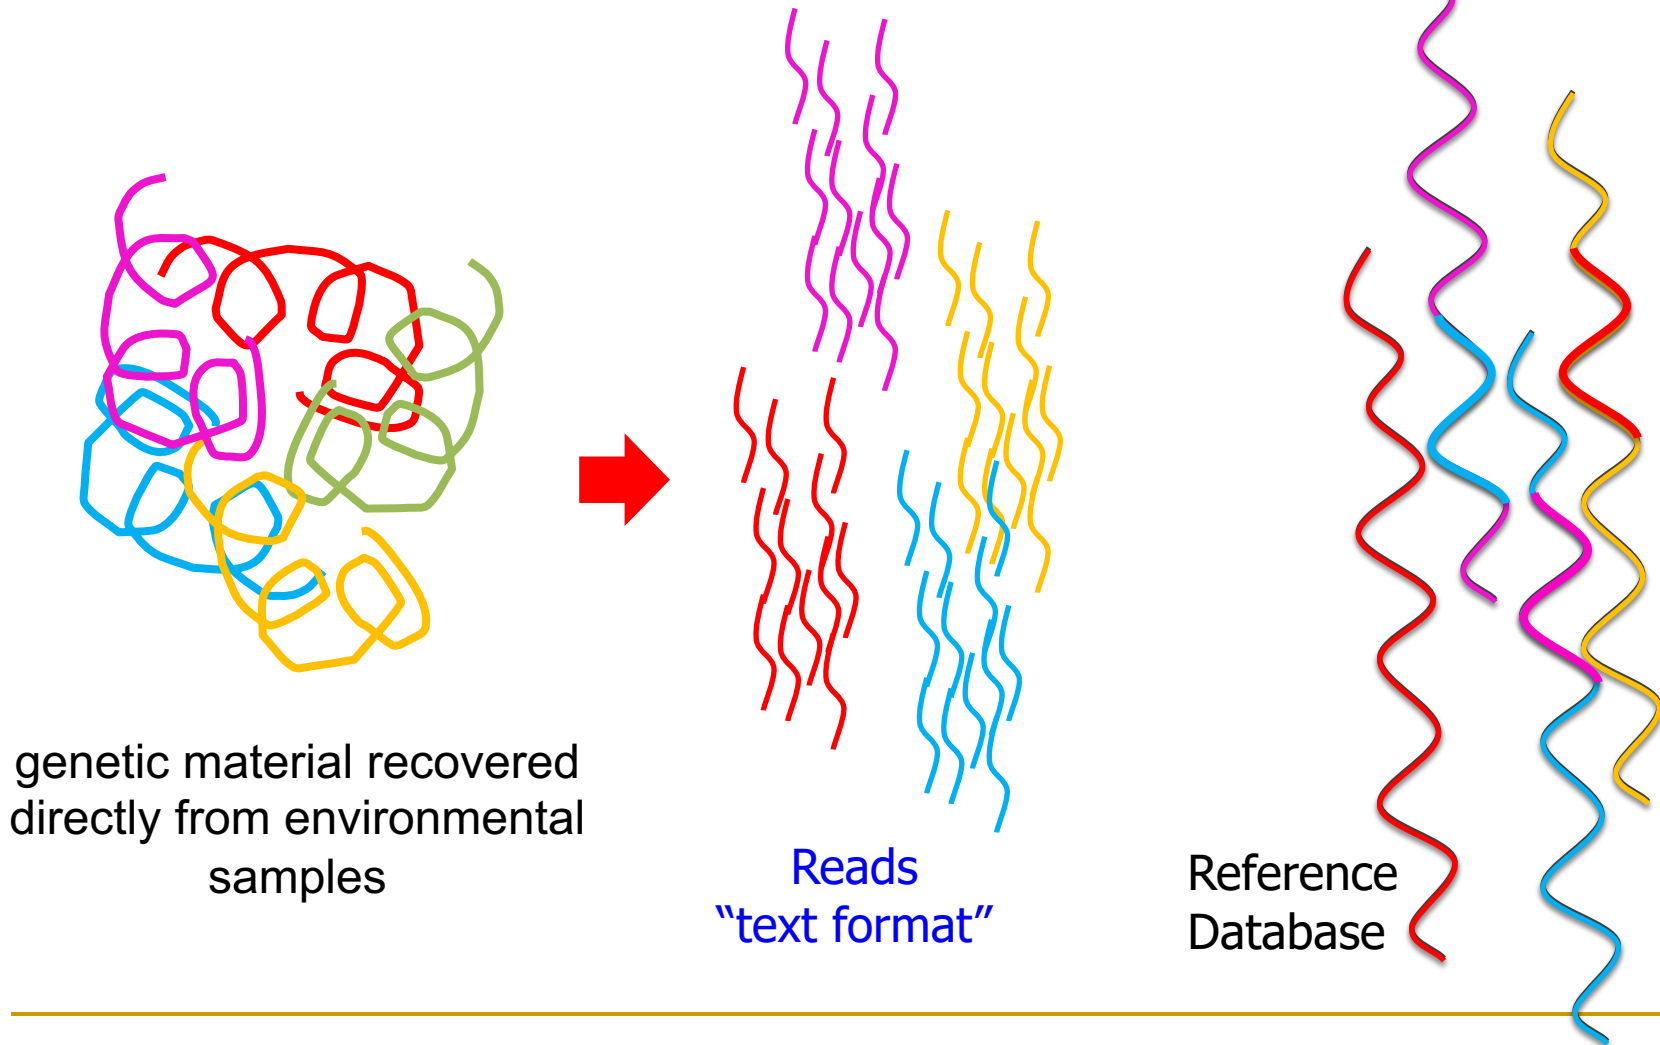 genetic material recovered
directly from environmental
samples
Reads
“text format”
Reference
Database